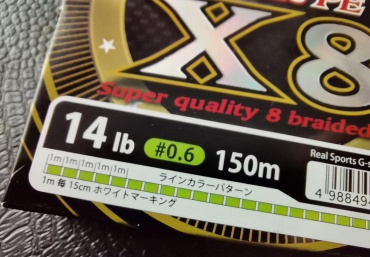 X8
Super quality 8 braided
14 lb #0.6 150m
Real Sports G-s
1m 1m 1m 1m 1m
ラインカラーパターン
1m 毎 15cm ホワイトマーキング
4 988494